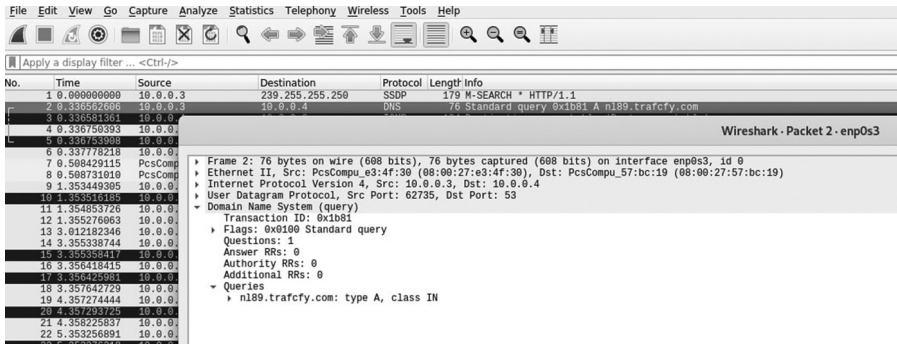 File Edit View Go Capture Analyze Statistics Telephony Wireless Tools Help
Apply a display filter ... <Ctrl-/>
No. Time Source Destination Protocol Length Info
1 0.000000000 10.0.0.3 239.255.255.250 SSDP 179 M-SEARCH * HTTP/1.1
2 0.336562606 10.0.0.3 10.0.0.4 DNS 76 Standard query 0x1b81 A nl89.trafcfy.com
3 0.336581361 10.0.0.
4 0.336750393 10.0.0.
5 0.336753908 10.0.0.
6 0.337778218 10.0.0.
7 0.508429115 PcsComp
8 0.508731010 PcsComp
9 1.353449305 10.0.0.
10 1.353516185 10.0.0.
11 1.354853726 10.0.0.
12 1.355276063 10.0.0.
13 3.012182346 10.0.0.
14 3.355338744 10.0.0.
15 3.355358417 10.0.0.
16 3.356418415 10.0.0.
17 3.356425981 10.0.0.
18 3.357642729 10.0.0.
19 4.357274444 10.0.0.
20 4.357293725 10.0.0.
21 4.358225837 10.0.0.
22 5.353256891 10.0.0.
Wireshark · Packet 2 · enp0s3
Frame 2: 76 bytes on wire (608 bits), 76 bytes captured (608 bits) on interface enp0s3, id 0
Ethernet II, Src: PcsCompu_e3:4f:30 (08:00:27:e3:4f:30), Dst: PcsCompu_57:bc:19 (08:00:27:57:bc:19)
Internet Protocol Version 4, Src: 10.0.0.3, Dst: 10.0.0.4
User Datagram Protocol, Src Port: 62735, Dst Port: 53
Domain Name System (query)
Transaction ID: 0x1b81
Flags: 0x0100 Standard query
Questions: 1
Answer RRs: 0
Authority RRs: 0
Additional RRs: 0
Queries
nl89.trafcfy.com: type A, class IN